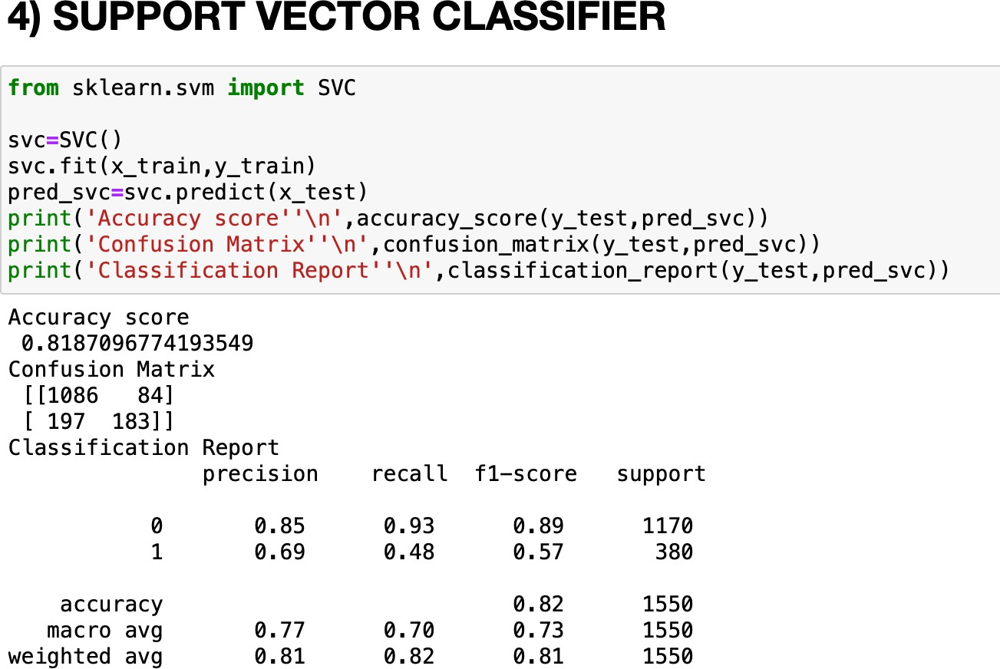 4) SUPPORT VECTOR CLASSIFIER
from sklearn.svm import SVC
svc=SVC()
svc.fit(x_train,y_train)
pred_svc=svc.predict(x_test)
print('Accuracy score''\n',accuracy_score(y_test,pred_svc))
print('Confusion Matrix''\n',confusion_matrix(y_test,pred_svc))
print('Classification Report''\n',classification_report(y_test,pred_svc))
Accuracy score
0.8187096774193549
Confusion Matrix
[[1086 84]
[ 197 183]]
Classification Report
precision recall f1-score support
0 0.85 0.93 0.89 1170
1 0.69 0.48 0.57 380
accuracy 0.82 1550
macro avg 0.77 0.70 0.73 1550
weighted avg 0.81 0.82 0.81 1550